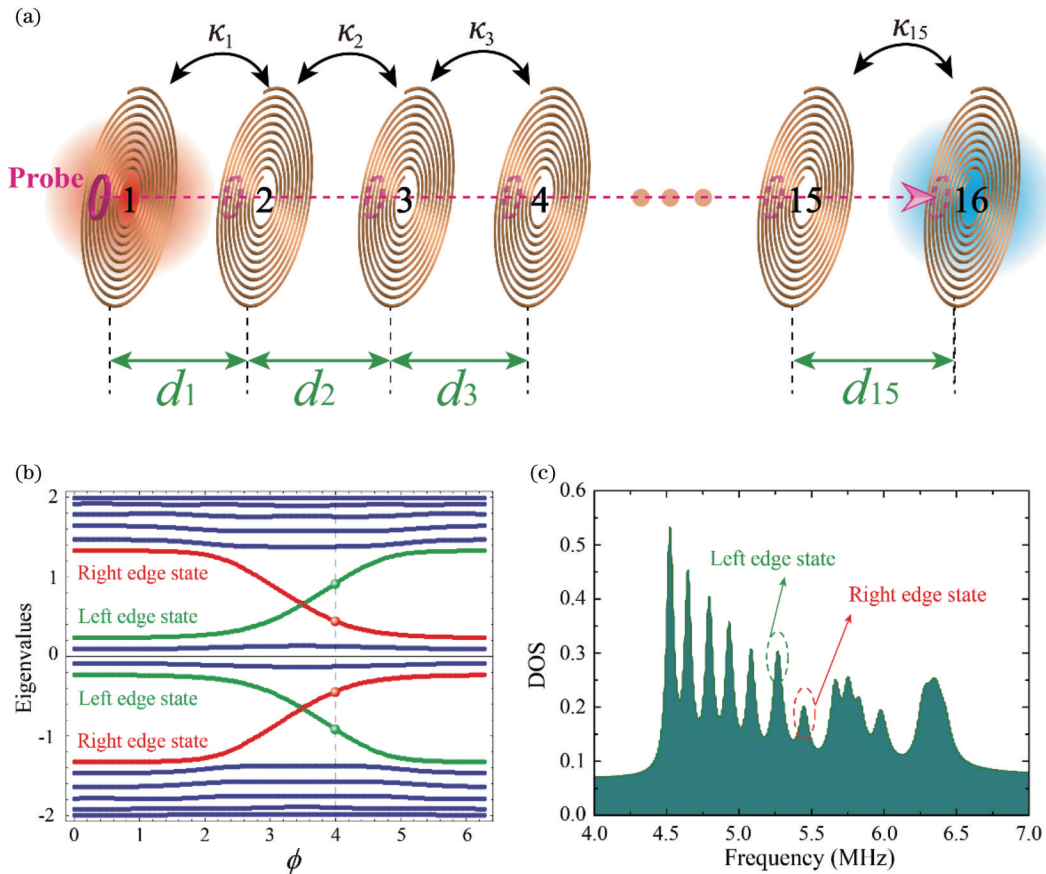 (a)
κ1 κ2 κ3 κ15
Probe 1 2 3 4 15 16
d1 d2 d3 d15
(b)
2
1
0
-1
-2
Eigenvalues
Right edge state
Left edge state
Left edge state
Right edge state
0 1 2 3 4 5 6
ϕ
(c)
0.6
0.5
0.4
0.3
0.2
0.1
0.0
DOS
Left edge state
Right edge state
4.0 4.5 5.0 5.5 6.0 6.5 7.0
Frequency (MHz)